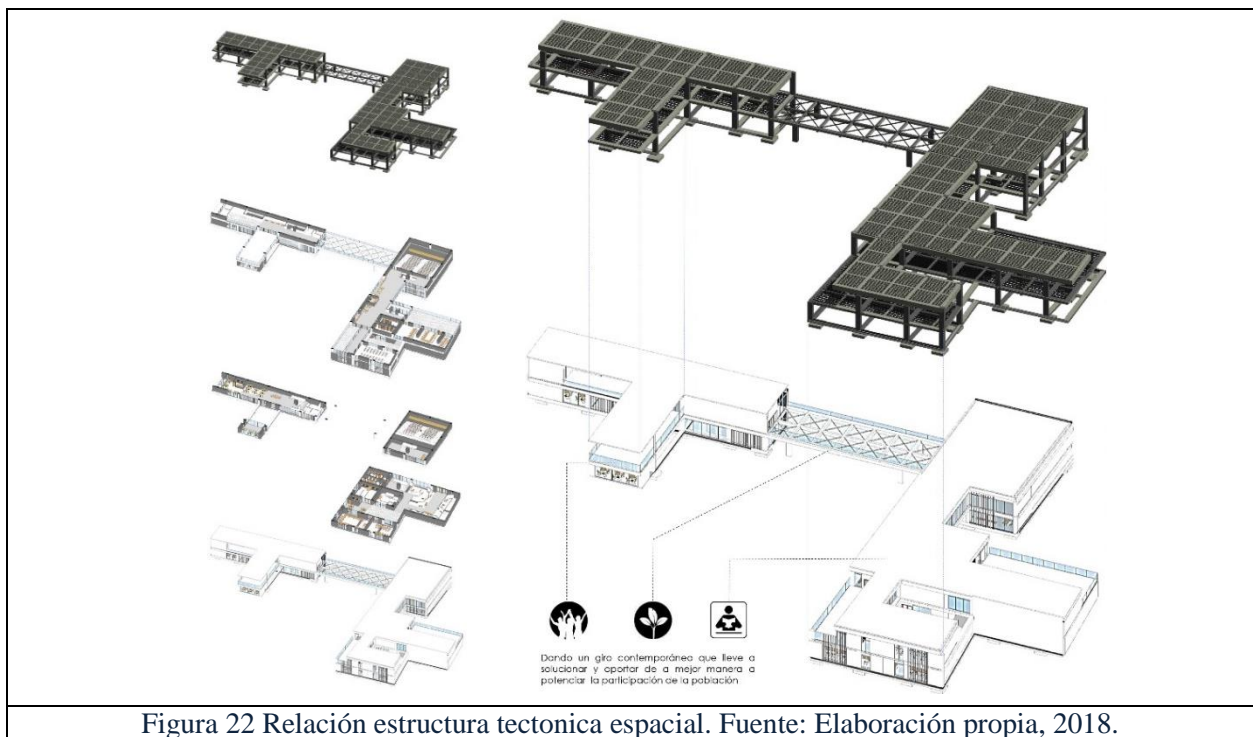 Dando un giro contemporánea que lleve a
solucionar y aportar de a mejor manera a
potenciar la participación de la población
Figura 22 Relación estructura tectonica espacial. Fuente: Elaboración propia, 2018.